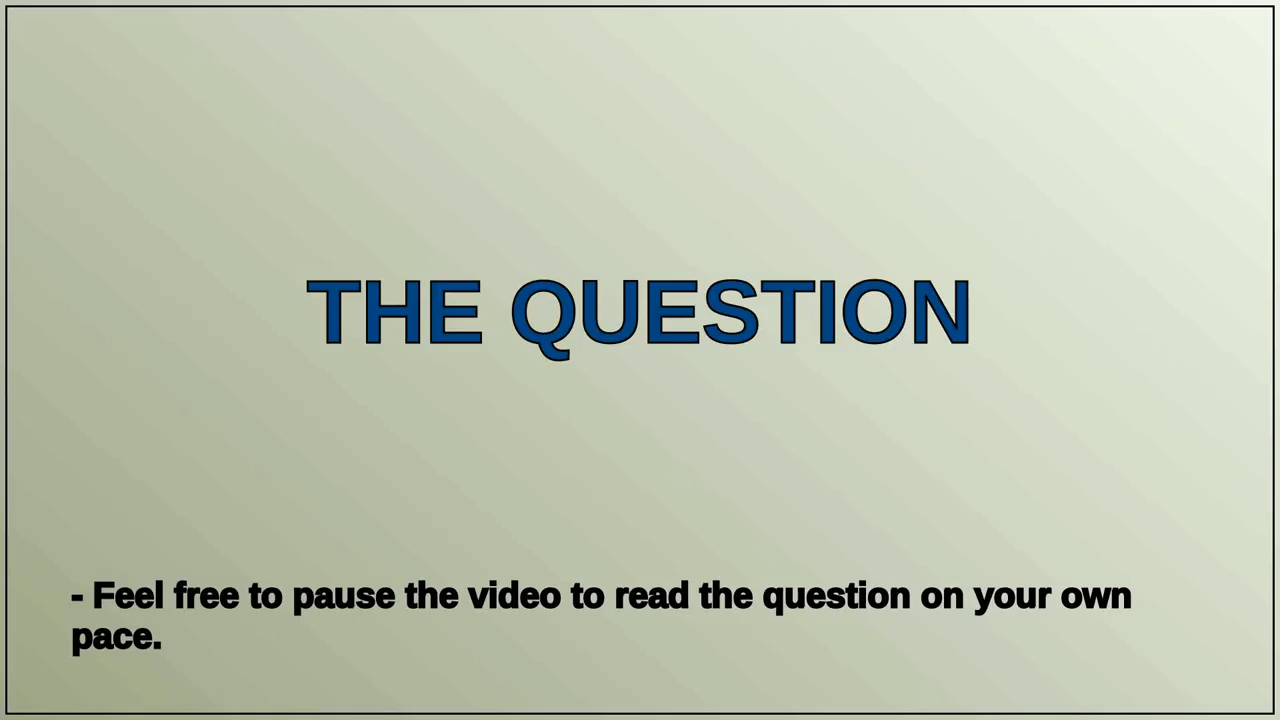 THE QUESTION
- Feel free to pause the video to read the question on your own
pace.